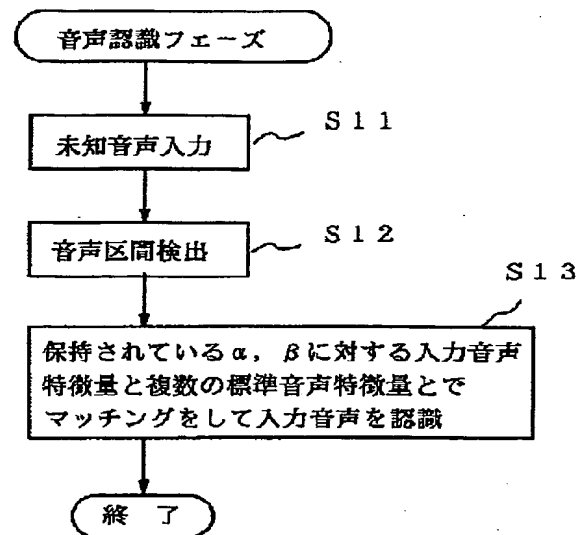 音声認識フェーズ
未知音声入力
S11
音声区間検出
S12
S13
保持されているα，βに対する入力音声
特徴量と複数の標準音声特徴量とで
マッチングをして入力音声を認識
終 了